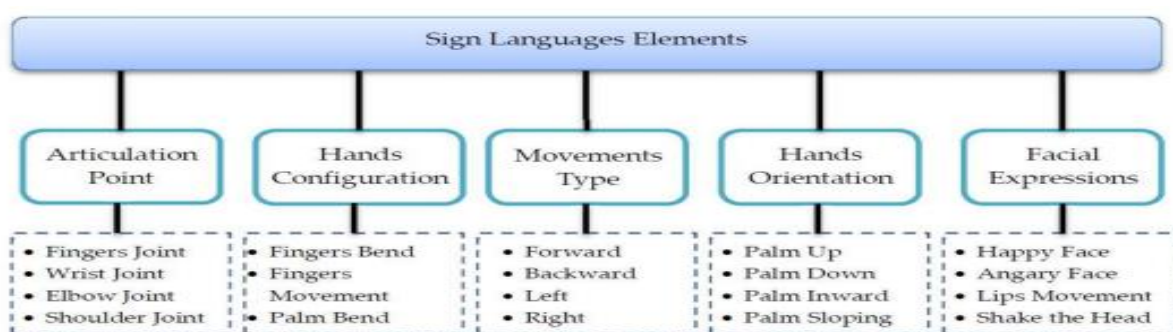 Sign Languages Elements
Articulation
Point
Hands
Configuration
Movements
Type
Hands
Orientation
Facial
Expressions
• Fingers Joint
• Wrist Joint
• Elbow Joint
• Shoulder Joint
• Fingers Bend
• Fingers
Movement
• Palm Bend
• Forward
• Backward
• Left
• Right
• Palm Up
• Palm Down
• Palm Inward
• Palm Sloping
• Happy Face
• Angary Face
• Lips Movement
• Shake the Head